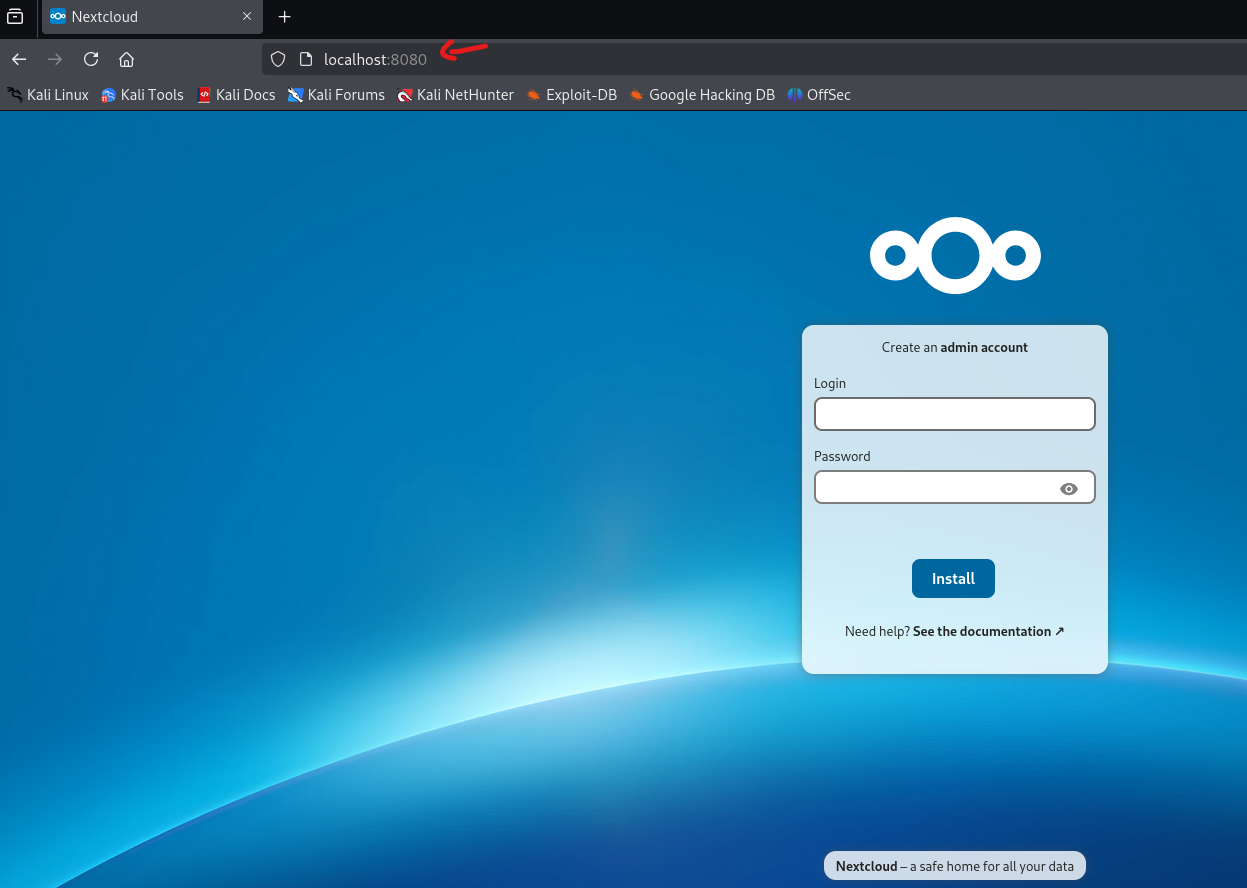 Nextcloud
localhost:8080
Kali Linux Kali Tools Kali Docs Kali Forums Kali NetHunter Exploit-DB Google Hacking DB OffSec
Create an admin account
Login
Password
Install
Need help? See the documentation ↗
Nextcloud – a safe home for all your data